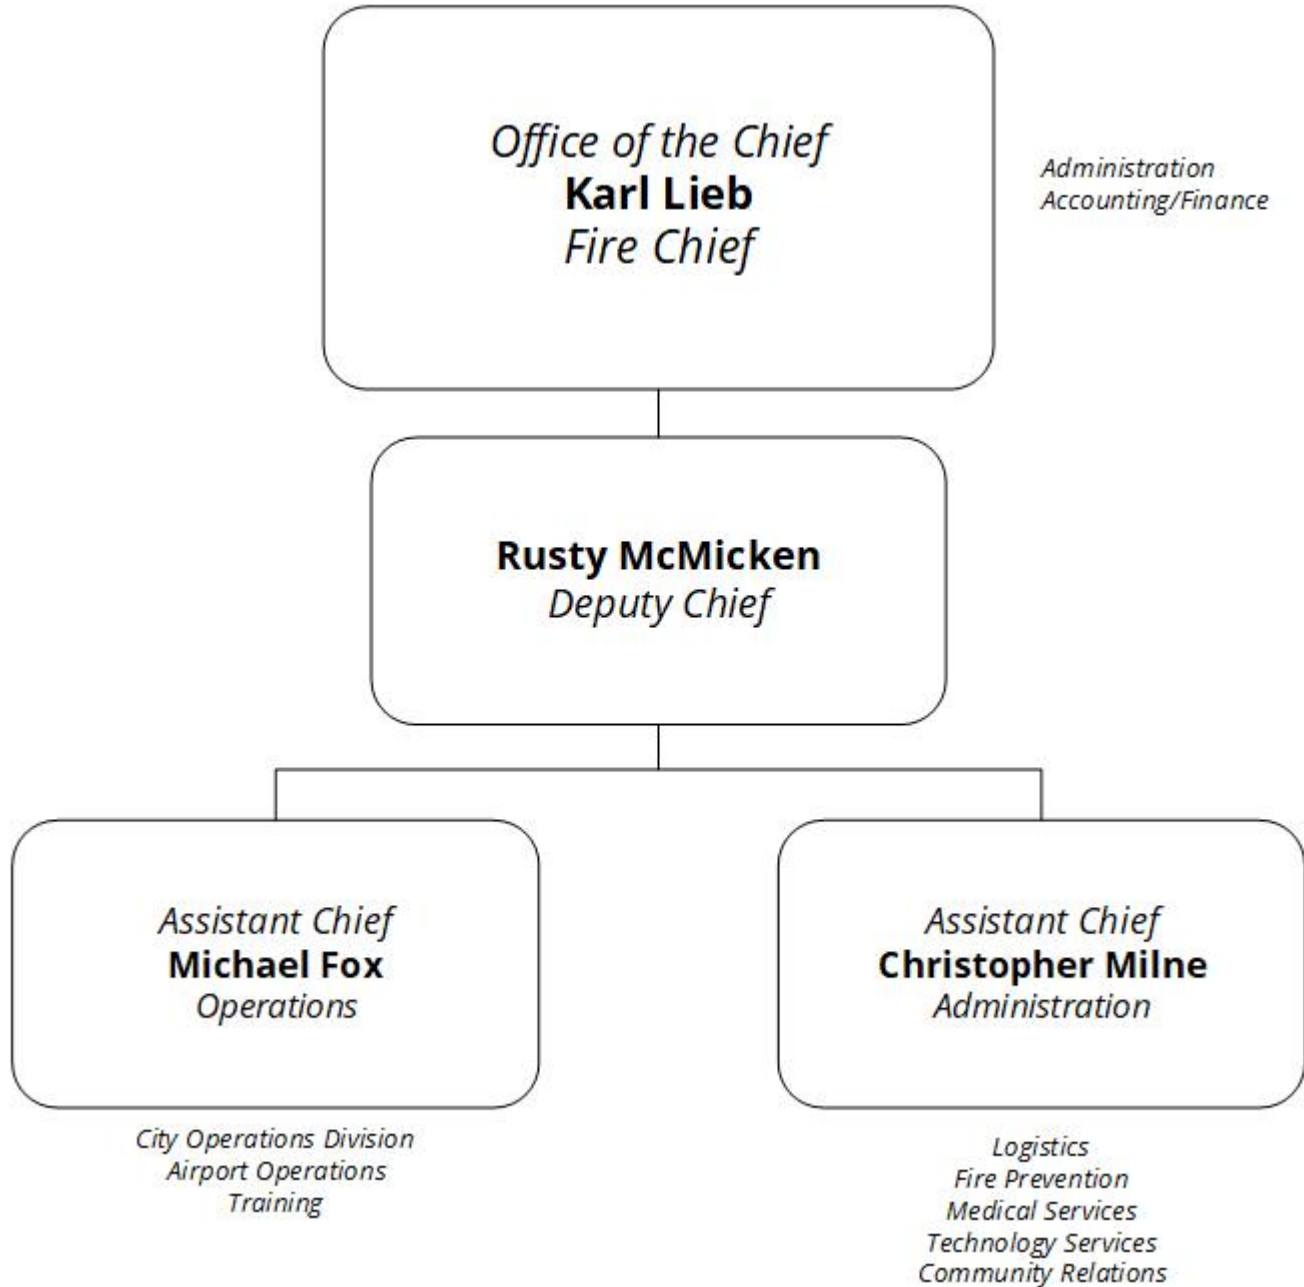 Office of the Chief
Karl Lieb
Fire Chief
Administration
Accounting/Finance
Rusty McMicken
Deputy Chief
Assistant Chief
Michael Fox
Operations
City Operations Division
Airport Operations
Training
Assistant Chief
Christopher Milne
Administration
Logistics
Fire Prevention
Medical Services
Technology Services
Community Relations